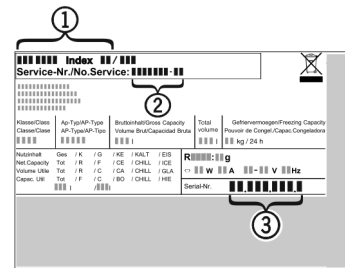 1
Index /
Service-Nr./No.Service: -
2
Klasse/Class Ap-Typ/AP-Type Bruttoinhalt/Gross Capacity Total Gefriervermoegen/Freezing Capacity
Classe/Clase AP-Type/AP-Tipo Volume Brut/Capacidad Bruta volume Pouvoir de Congel./Capac.Congeladora
l l kg / 24 h
Nutzinhalt Ges / K / G / KE / KALT / EIS R : g
Net.Capacity Tot / R / F / CE / CHILL / ICE
Volume Utile Tot / R / C / CA / CHILL / GLA W A - V Hz
Capac. Util Tot / F / C / BO / CHILL / HIE
l / l Serial-Nr. . . .
3